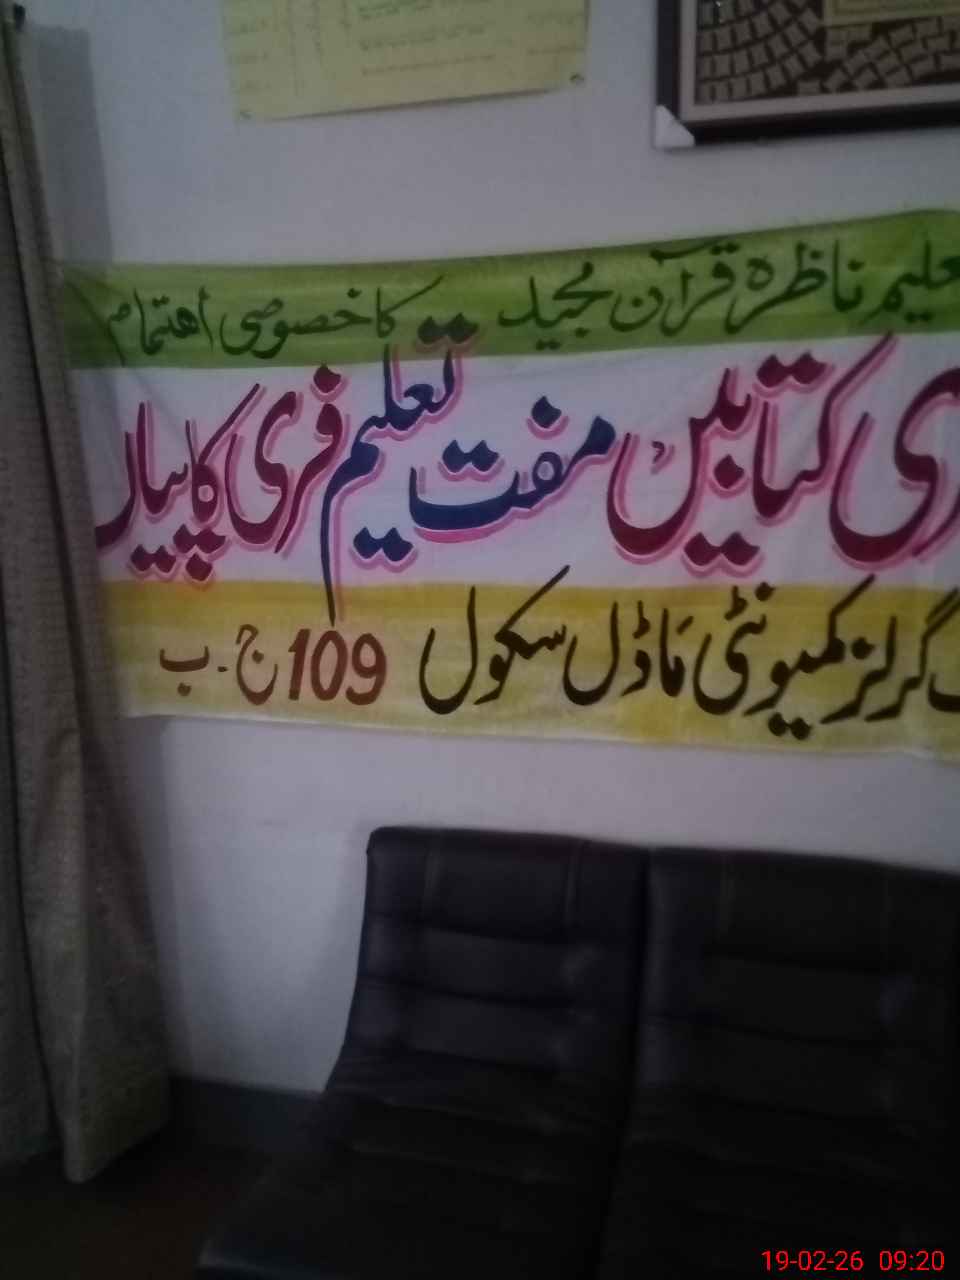 تعلیم ناظرہ قرآن مجید کا خصوصی اہتمام
کتابیں مفت تعلیم فری کاپیاں
گرلز کمیونٹی ماڈل سکول 109 ج-ب
19-02-26 09:20